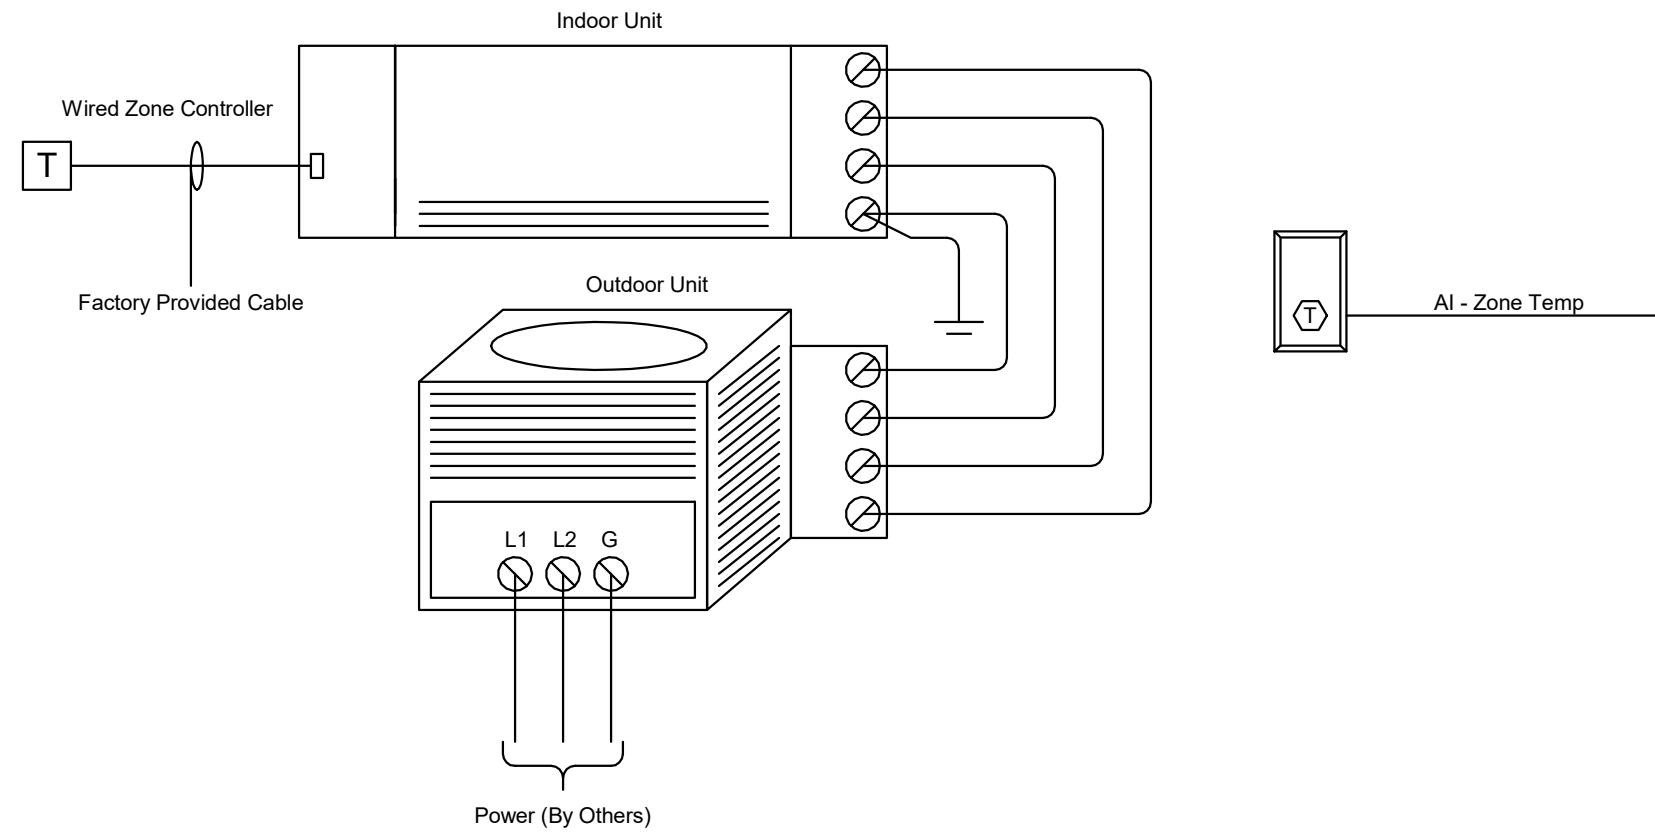 Indoor Unit
Wired Zone Controller
T
Factory Provided Cable
Outdoor Unit
AI - Zone Temp
T
L1 L2 G
Power (By Others)